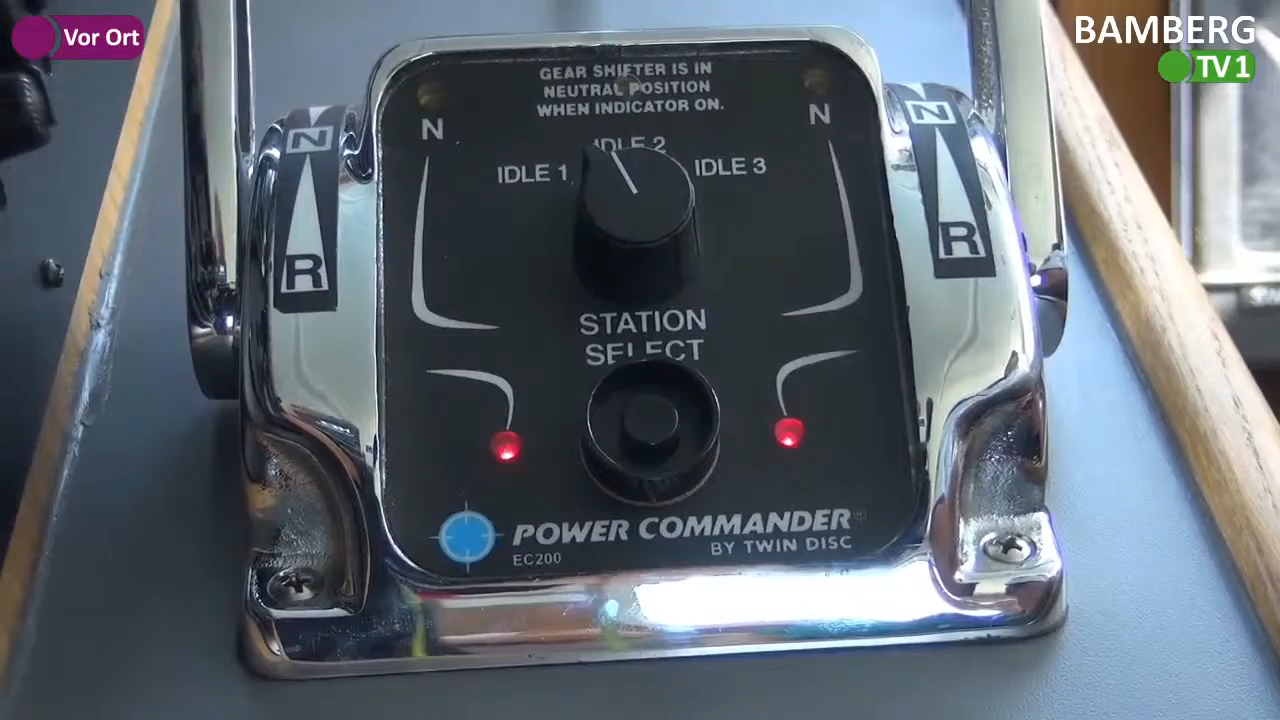 Vor Ort
BAMBERG
TV1
GEAR SHIFTER IS IN
NEUTRAL POSITION
WHEN INDICATOR ON.
N
N
N
N
IDLE 1
IDLE 2
IDLE 3
R
R
STATION
SELECT
POWER COMMANDER®
BY TWIN DISC
EC200